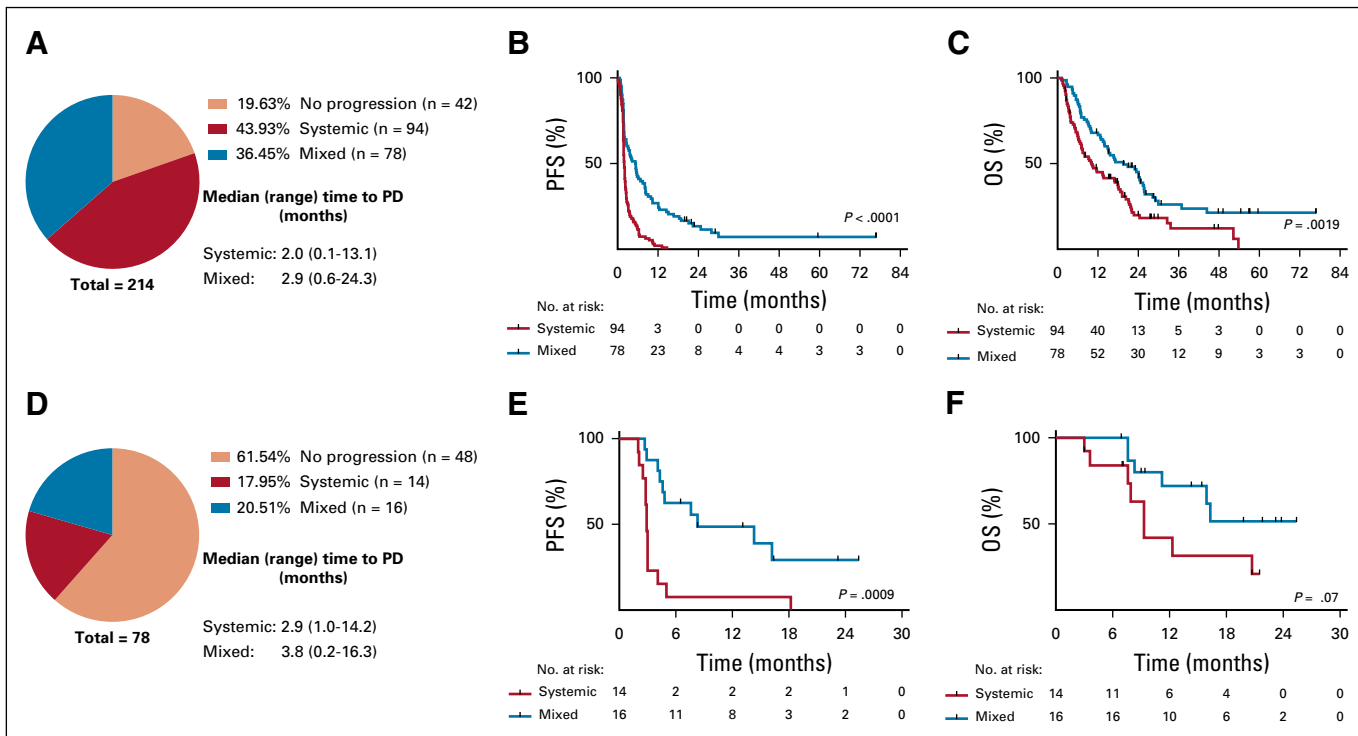 A
19.63% No progression (n = 42)
43.93% Systemic (n = 94)
36.45% Mixed (n = 78)
Median (range) time to PD
(months)
Systemic: 2.0 (0.1-13.1)
Mixed: 2.9 (0.6-24.3)
Total = 214
B
PFS (%)
100
50
P < .0001
0 12 24 36 48 60 72 84
Time (months)
No. at risk:
Systemic 94 3 0 0 0 0 0 0
Mixed 78 23 8 4 4 3 3 0
C
OS (%)
100
50
P = .0019
0 12 24 36 48 60 72 84
Time (months)
No. at risk:
Systemic 94 40 13 5 3 0 0 0
Mixed 78 52 30 12 9 3 3 0
D
61.54% No progression (n = 48)
17.95% Systemic (n = 14)
20.51% Mixed (n = 16)
Median (range) time to PD
(months)
Systemic: 2.9 (1.0-14.2)
Mixed: 3.8 (0.2-16.3)
Total = 78
E
PFS (%)
100
50
P = .0009
0 6 12 18 24 30
Time (months)
No. at risk:
Systemic 14 2 2 2 1 0
Mixed 16 11 8 3 2 0
F
OS (%)
100
50
P = .07
0 6 12 18 24 30
Time (months)
No. at risk:
Systemic 14 11 6 4 0 0
Mixed 16 16 10 6 2 0